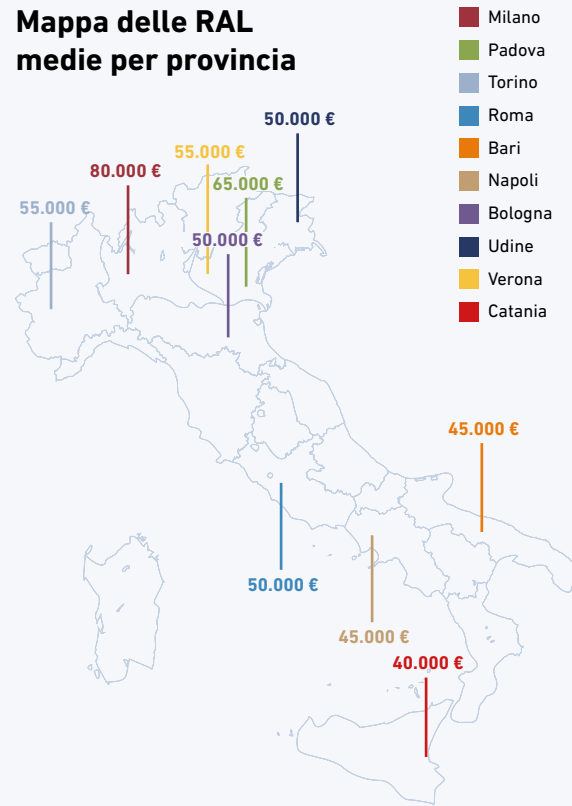 Mappa delle RAL
medie per provincia
Milano
Padova
Torino
Roma
Bari
Napoli
Bologna
Udine
Verona
Catania
50.000 €
55.000 €
80.000 €
65.000 €
55.000 €
50.000 €
45.000 €
50.000 €
45.000 €
40.000 €